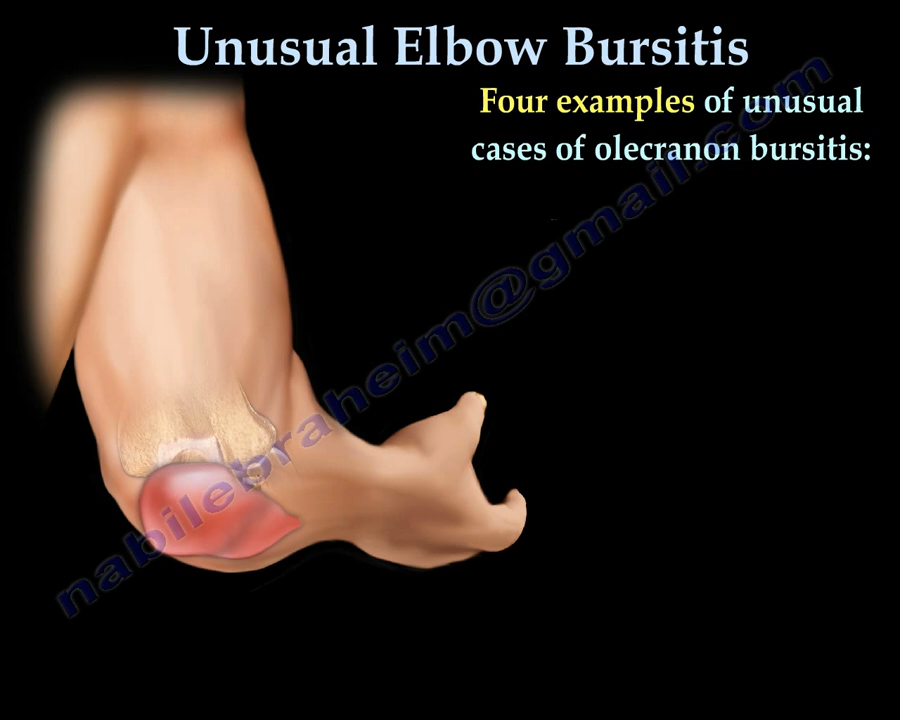 Unusual Elbow Bursitis
Four examples of unusual
cases of olecranon bursitis:
nabilebraheim@gmail.com